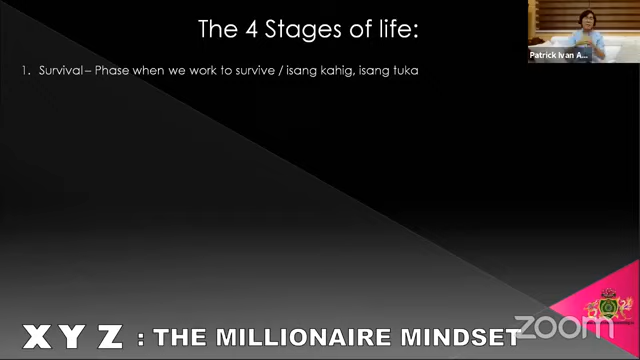 The 4 Stages of life:
Patrick Ivan A...
1. Survival – Phase when we work to survive / isang kahig, isang tuka
X Y Z : THE MILLIONAIRE MINDSET
zoom